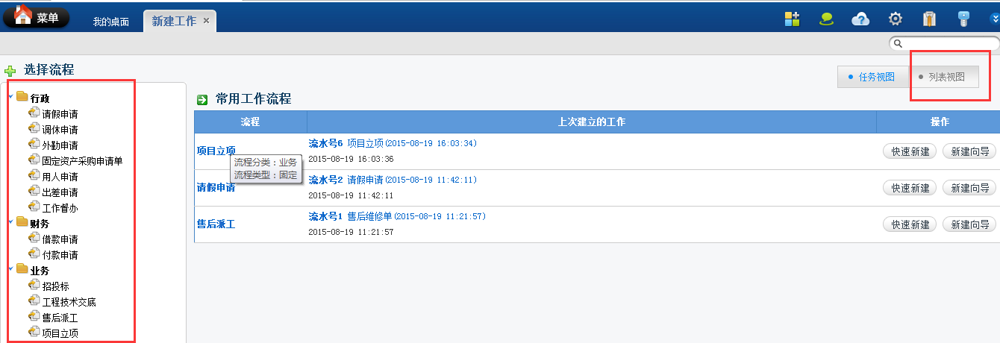 菜单
我的桌面
新建工作
选择流程
任务视图
列表视图
行政
请假申请
调休申请
外勤申请
固定资产采购申请单
用人申请
出差申请
工作督办
财务
借款申请
付款申请
业务
招投标
工程技术交底
售后派工
项目立项
常用工作流程
流程 上次建立的工作 操作
项目立项 流水号6 项目立项(2015-08-19 16:03:34) 快速新建 新建向导
2015-08-19 16:03:36
流程分类：业务
流程类型：固定
请假申请 流水号2 请假申请(2015-08-19 11:42:11) 快速新建 新建向导
2015-08-19 11:42:11
售后派工 流水号1 售后维修单(2015-08-19 11:21:57) 快速新建 新建向导
2015-08-19 11:21:57